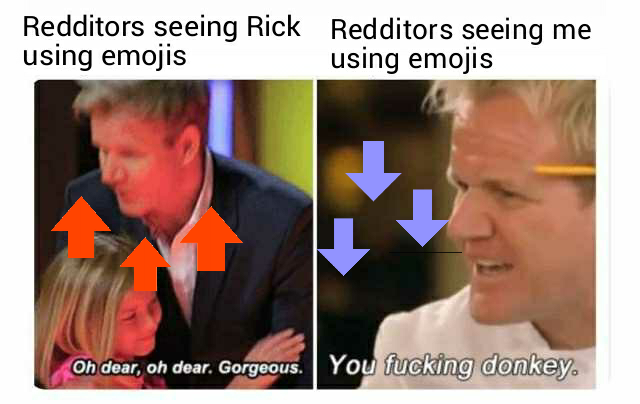 Redditors seeing Rick
using emojis
Redditors seeing me
using emojis
Oh dear, oh dear. Gorgeous.
You fucking donkey.